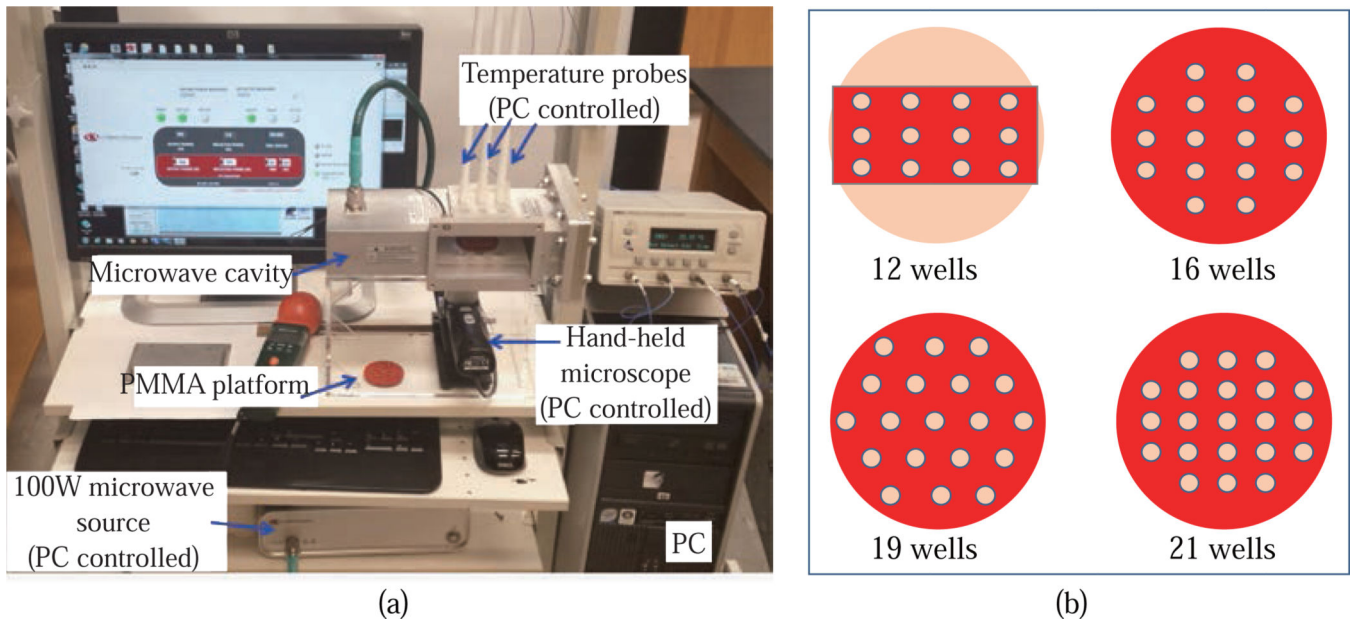 Temperature probes
(PC controlled)
Microwave cavity
Hand-held
microscope
(PC controlled)
PMMA platform
100W microwave
source
(PC controlled)
PC
(a)
12 wells
16 wells
19 wells
21 wells
(b)